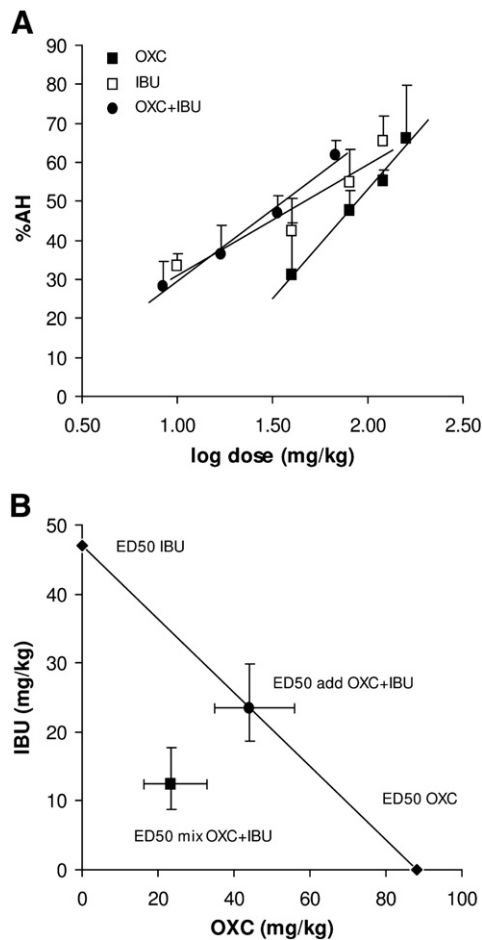 A
90
80
70
60
50
40
30
20
10
0
%AH
OXC
IBU
OXC+IBU
0.50 1.00 1.50 2.00 2.50
log dose (mg/kg)
B
50
40
30
20
10
0
IBU (mg/kg)
ED50 IBU
ED50 add OXC+IBU
ED50 OXC
ED50 mix OXC+IBU
0 20 40 60 80 100
OXC (mg/kg)